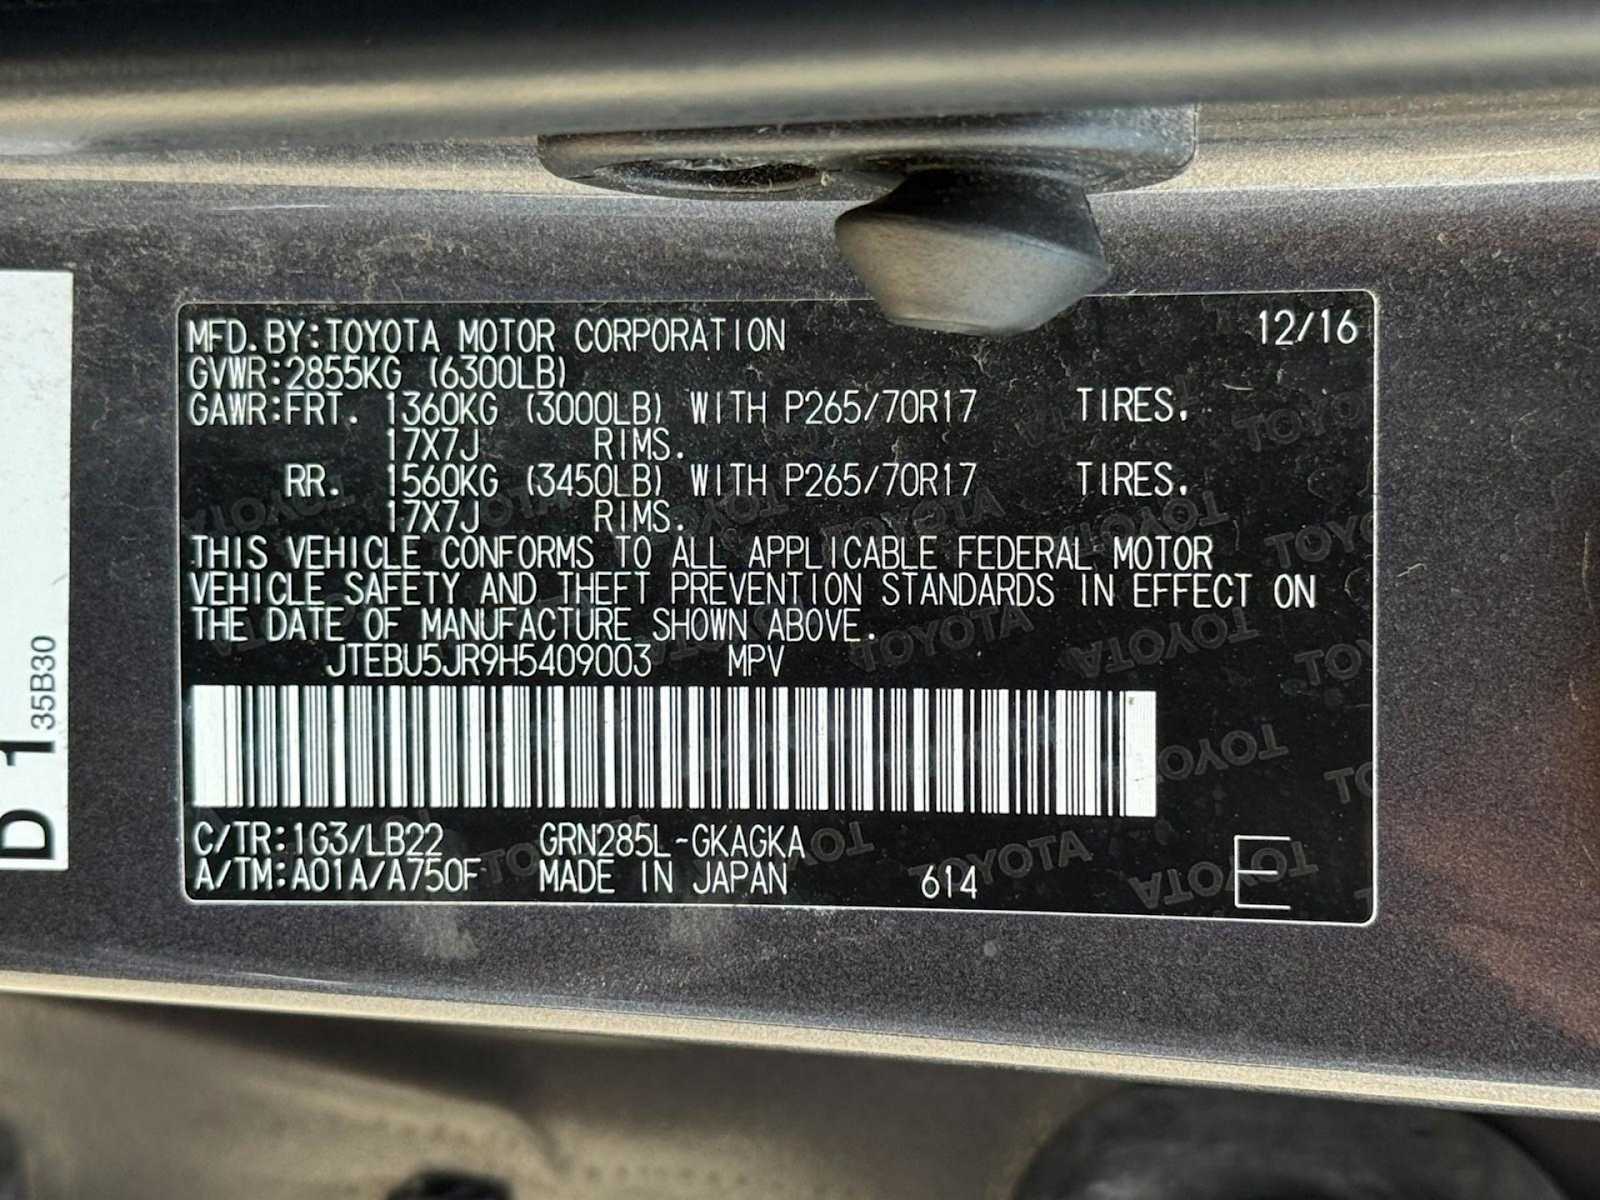 MFD. BY:TOYOTA MOTOR CORPORATION 12/16
GVWR:2855KG (6300LB)
GAWR:FRT. 1360KG (3000LB) WITH P265/70R17 TIRES.
17X7J RIMS.
RR. 1560KG (3450LB) WITH P265/70R17 TIRES.
17X7J RIMS.
THIS VEHICLE CONFORMS TO ALL APPLICABLE FEDERAL MOTOR
VEHICLE SAFETY AND THEFT PREVENTION STANDARDS IN EFFECT ON
THE DATE OF MANUFACTURE SHOWN ABOVE.
JTEBU5JR9H5409003 MPV
C/TR:1G3/LB22 GRN285L-GKAGKA
A/TM:A01A/A750F MADE IN JAPAN 614 E
D 1 35B30